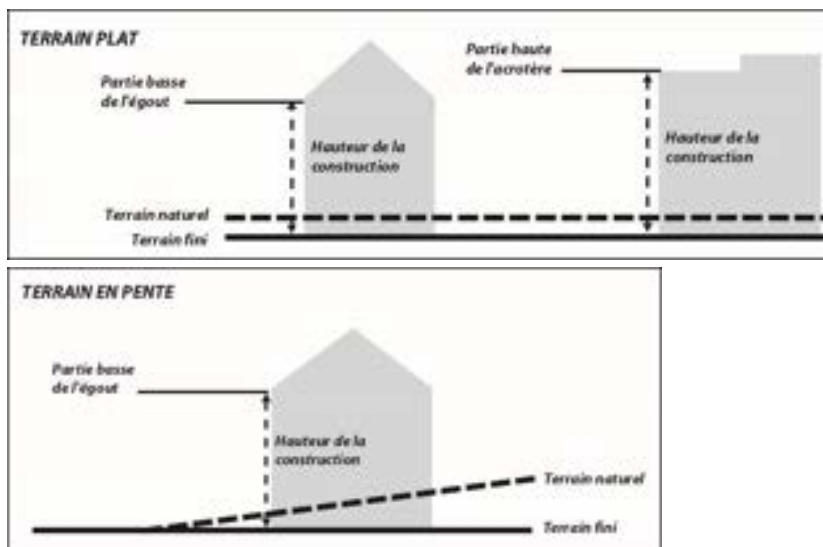 TERRAIN PLAT
Partie basse
de l'égout
Partie haute
de l'acrotère
Hauteur de la
construction
Hauteur de la
construction
Terrain naturel
Terrain fini
TERRAIN EN PENTE
Partie basse
de l'égout
Hauteur de la
construction
Terrain naturel
Terrain fini